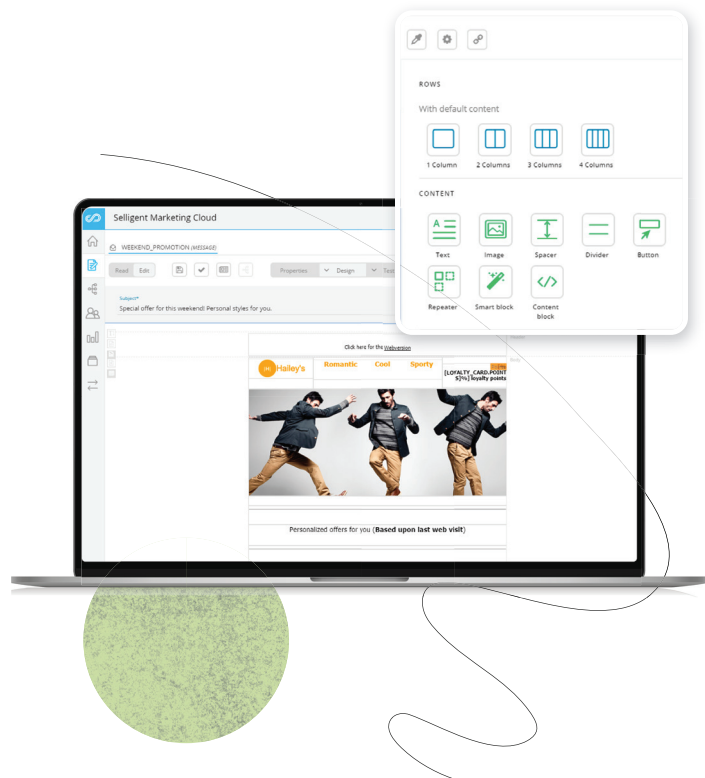 ROWS
With default content
1 Column 2 Columns 3 Columns 4 Columns
CONTENT
Text Image Spacer Divider Button
Repeater Smart block Content block
Selligent Marketing Cloud
WEEKEND_PROMOTION (MESSAGE)
Read Edit Properties Design
Subject*
Special offer for this weekend! Personal styles for you.
Click here for the Webversion
Hailey's Romantic Cool Sporty
[LOYALTY_CARD.POINT
S]%] loyalty points
Personalized offers for you (Based upon last web visit)